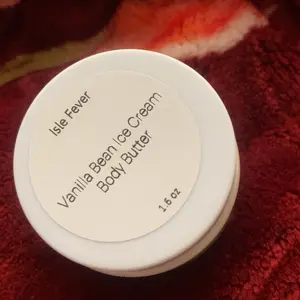 Isle Fever
Vanilla Bean Ice Cream
Body Butter
1.6 oz